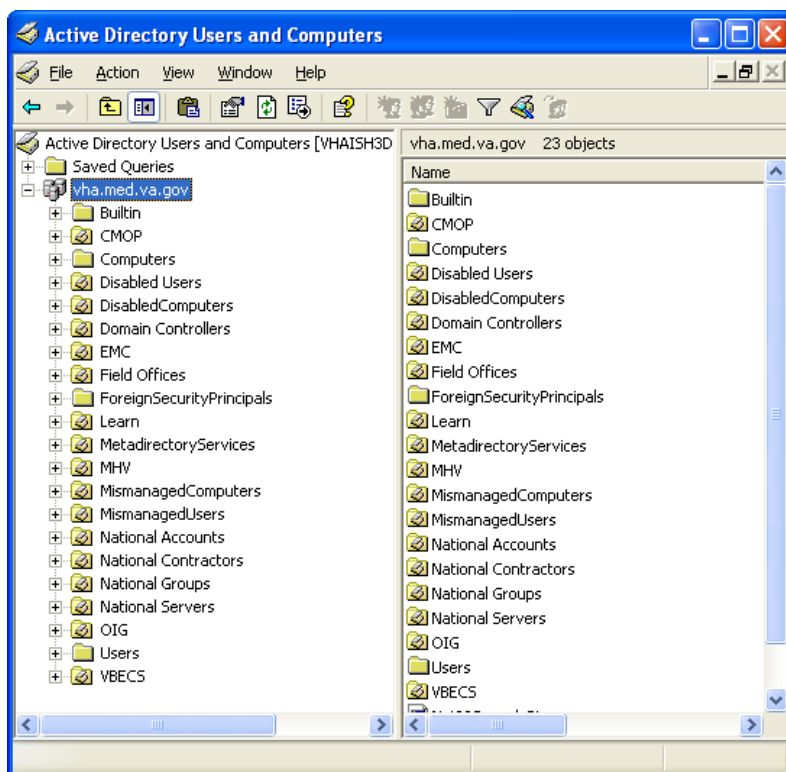 Active Directory Users and Computers
File Action View Window Help
Active Directory Users and Computers [VHAISH3D
Saved Queries
vha.med.va.gov
Builtin
CMOP
Computers
Disabled Users
DisabledComputers
Domain Controllers
EMC
Field Offices
ForeignSecurityPrincipals
Learn
MetadirectoryServices
MHV
MismanagedComputers
MismanagedUsers
National Accounts
National Contractors
National Groups
National Servers
OIG
Users
VBECS
vha.med.va.gov 23 objects
Name
Builtin
CMOP
Computers
Disabled Users
DisabledComputers
Domain Controllers
EMC
Field Offices
ForeignSecurityPrincipals
Learn
MetadirectoryServices
MHV
MismanagedComputers
MismanagedUsers
National Accounts
National Contractors
National Groups
National Servers
OIG
Users
VBECS